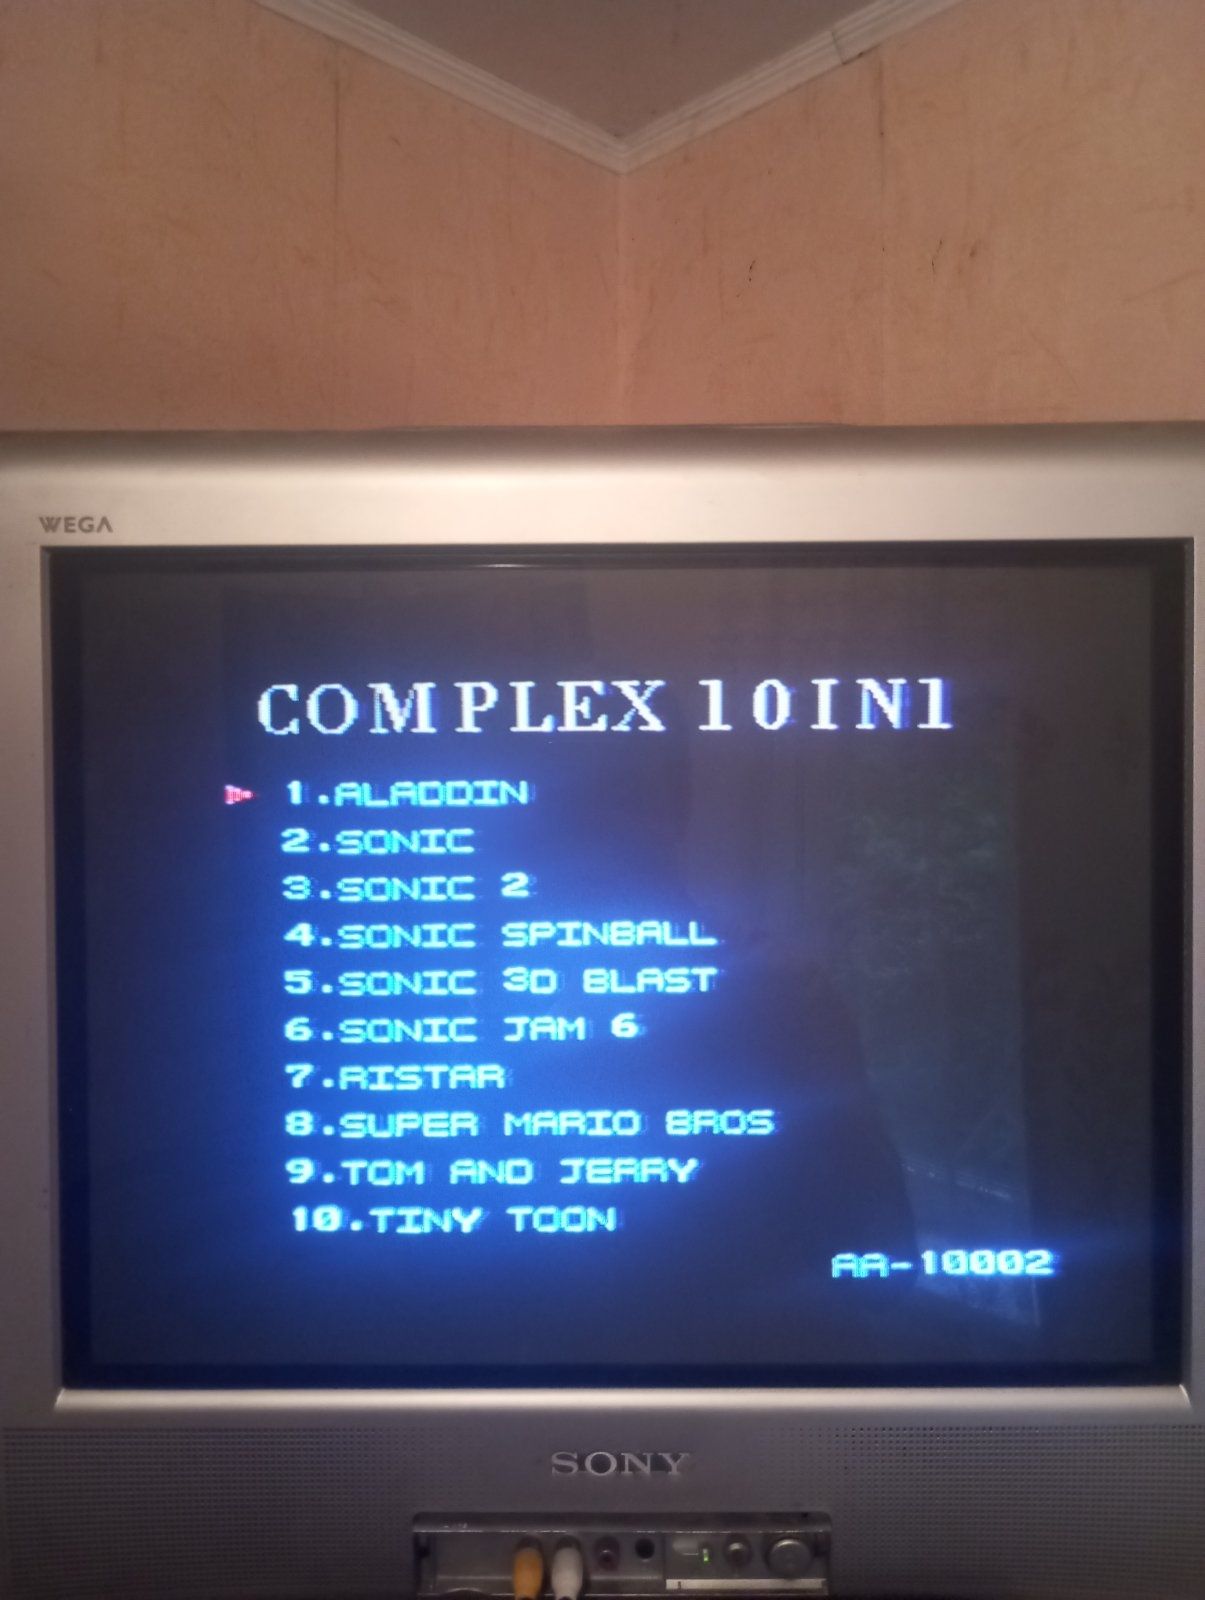 WEGA
COMPLEX 10IN1
1.ALADDIN
2.SONIC
3.SONIC 2
4.SONIC SPINBALL
5.SONIC 3D BLAST
6.SONIC JAM 6
7.RISTAR
8.SUPER MARIO BROS
9.TOM AND JERRY
10.TINY TOON
AA-10002
SONY